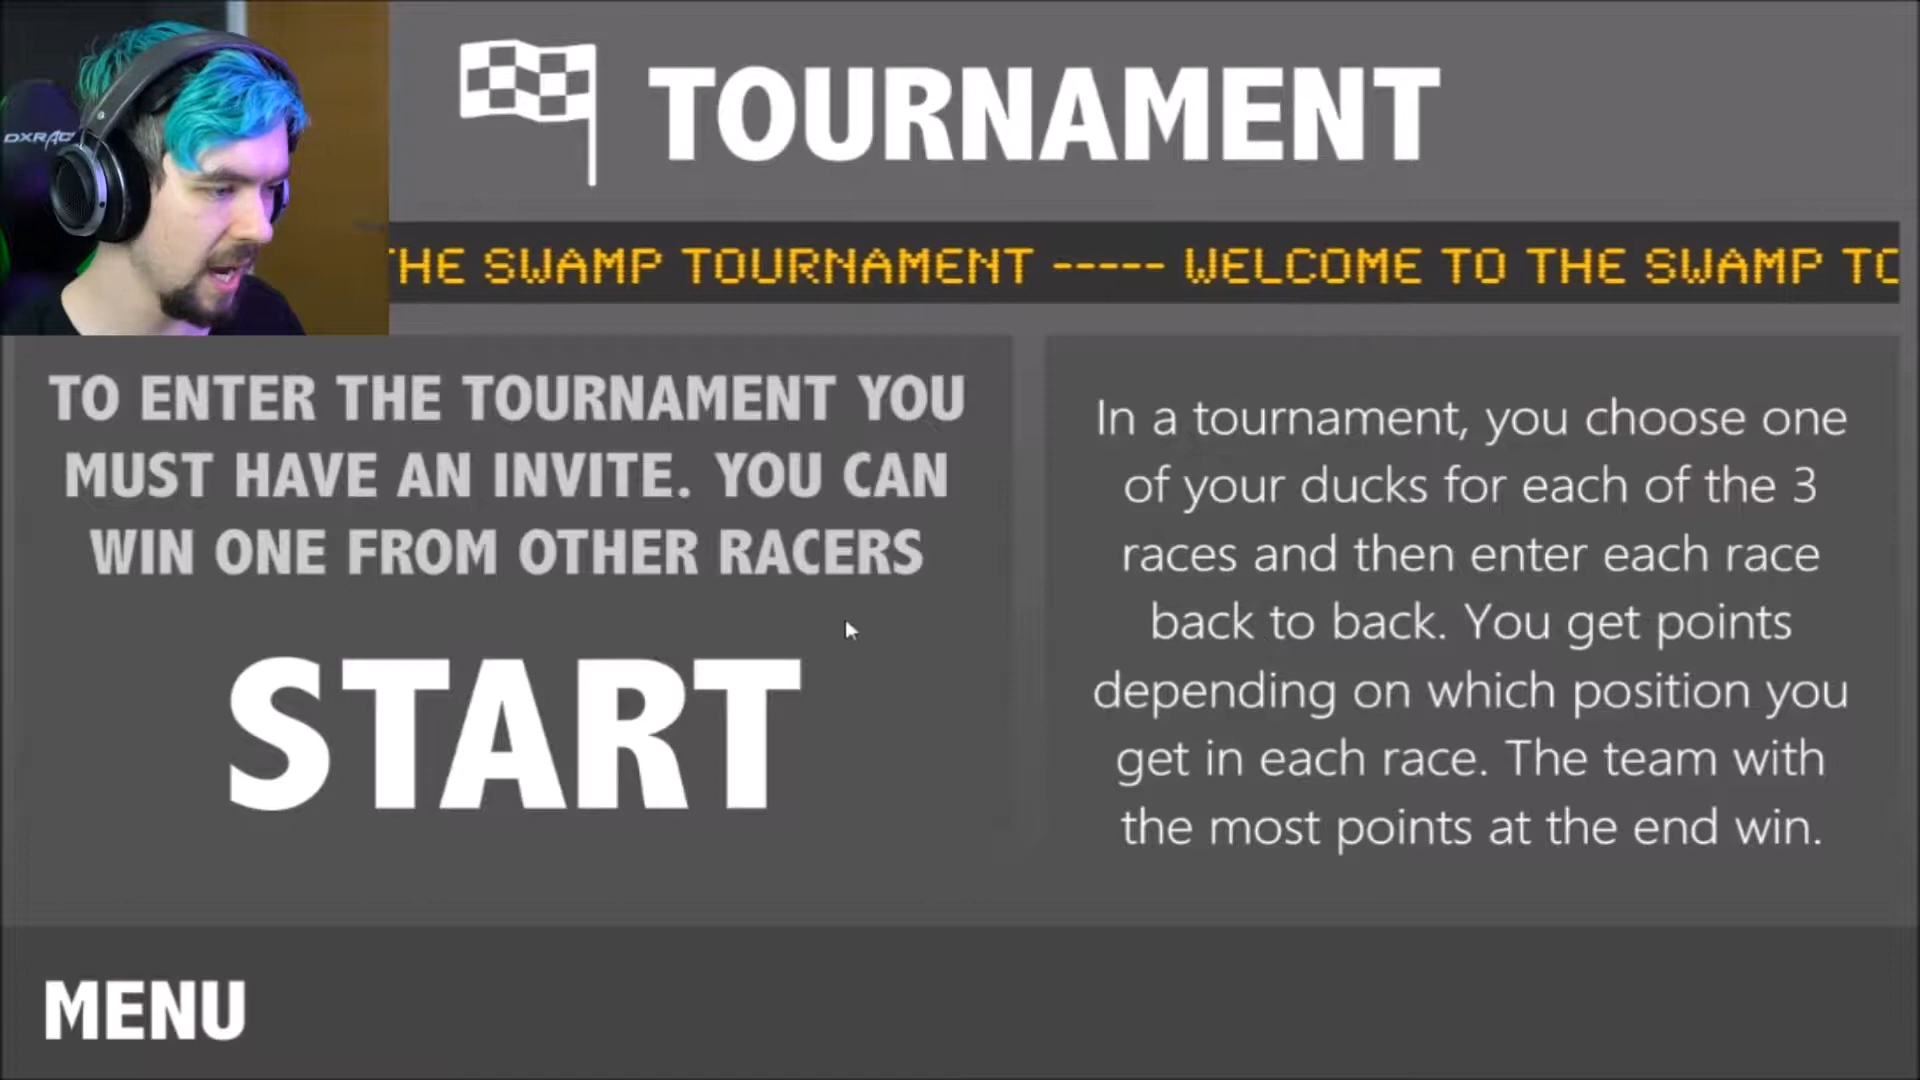 TOURNAMENT
DXRAC
THE SWAMP TOURNAMENT ----- WELCOME TO THE SWAMP TO
TO ENTER THE TOURNAMENT YOU
MUST HAVE AN INVITE. YOU CAN
WIN ONE FROM OTHER RACERS
START
In a tournament, you choose one
of your ducks for each of the 3
races and then enter each race
back to back. You get points
depending on which position you
get in each race. The team with
the most points at the end win.
MENU